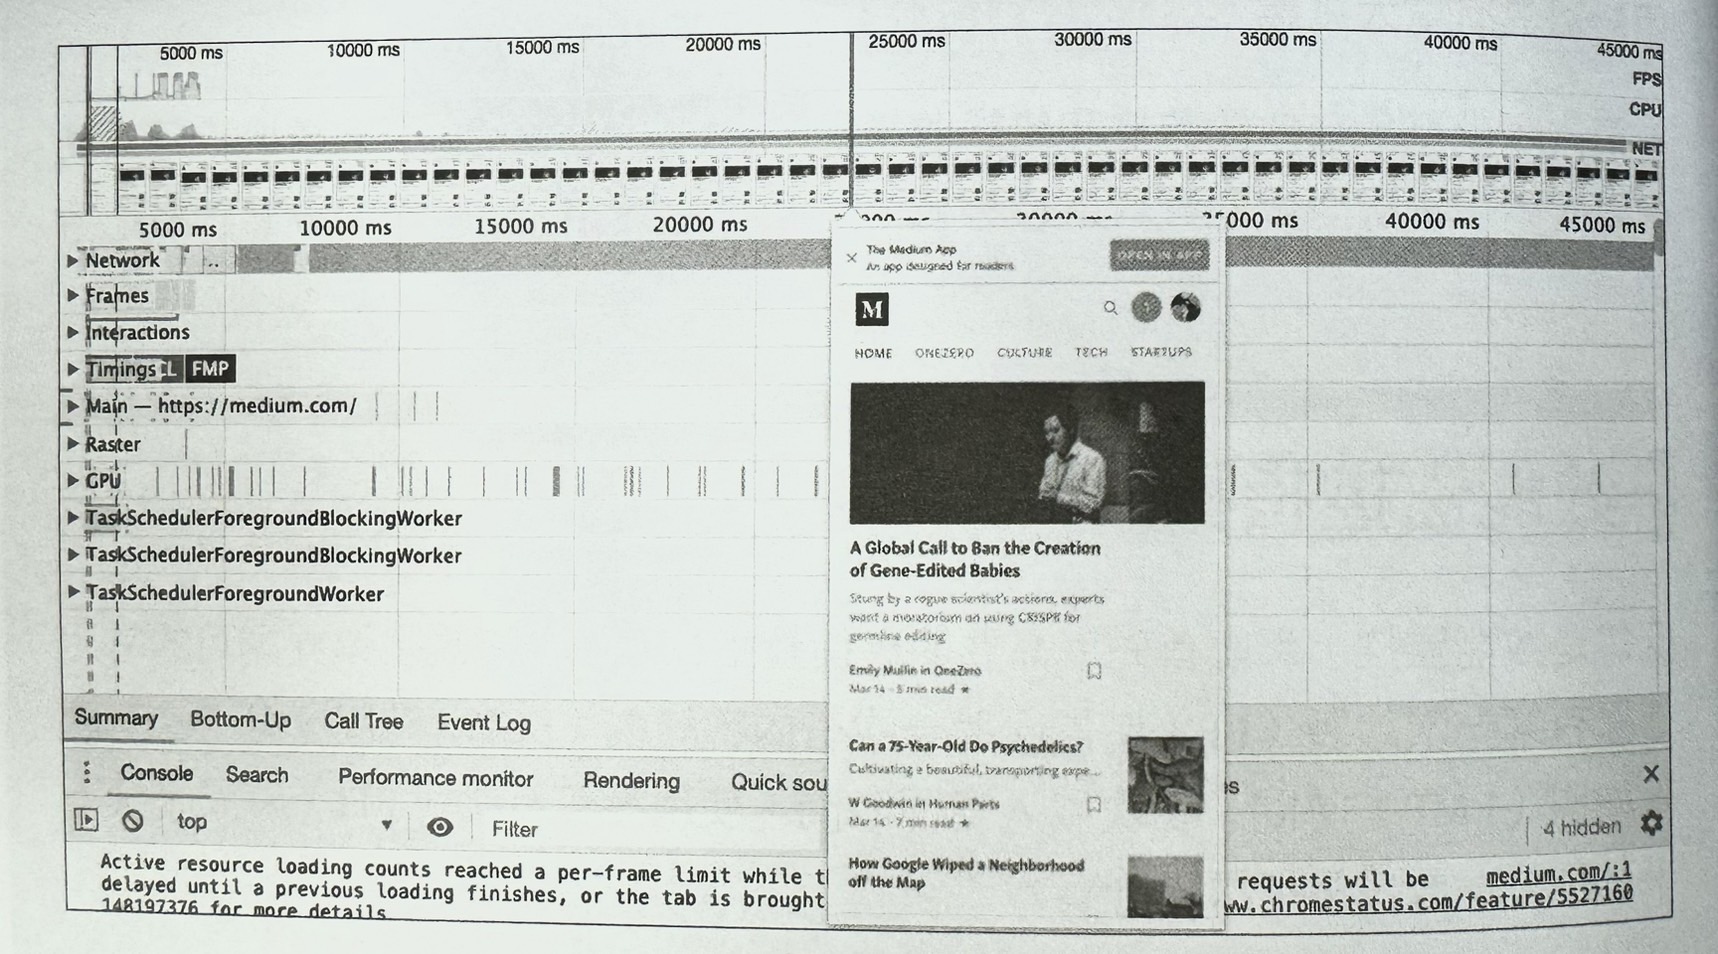 5000 ms 10000 ms 15000 ms 20000 ms 25000 ms 30000 ms 35000 ms 40000 ms 45000 ms
FPS
CPU
NET
5000 ms 10000 ms 15000 ms 20000 ms 35000 ms 40000 ms 45000 ms
Network ..
Frames
Interactions
Timings CL FMP
Main — https://medium.com/
Raster
GPU
TaskSchedulerForegroundBlockingWorker
TaskSchedulerForegroundBlockingWorker
TaskSchedulerForegroundWorker
The Medium App
An app designed for readers
OPEN IN APP
M
HOME ONEZERO CULTURE TECH STARTUPS
A Global Call to Ban the Creation
of Gene-Edited Babies
Stung by a rogue scientist's actions, experts
want a moratorium on using CRISPR for
germline editing
Emily Mullin in OneZero
Mar 14 · 5 min read ★
Can a 75-Year-Old Do Psychedelics?
Cultivating a beautiful, transporting expe...
W Goodwin in Human Parts
Mar 14 · 7 min read ★
How Google Wiped a Neighborhood
off the Map
Summary Bottom-Up Call Tree Event Log
Console Search Performance monitor Rendering Quick sou
top Filter 4 hidden
Active resource loading counts reached a per-frame limit while t requests will be medium.com/:1
delayed until a previous loading finishes, or the tab is brought ww.chromestatus.com/feature/5527160
148197376 for more details